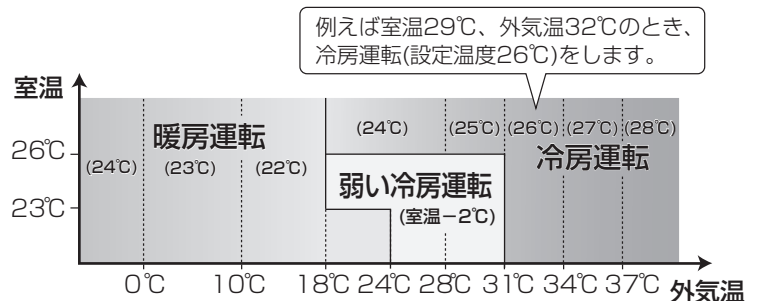 例えば室温29℃、外気温32℃のとき、
冷房運転(設定温度26℃)をします。
室温
暖房運転
(24℃) (25℃) (26℃) (27℃) (28℃)
26℃
(24℃) (23℃) (22℃)
冷房運転
弱い冷房運転
23℃
(室温－2℃)
0℃ 10℃ 18℃ 24℃ 28℃ 31℃ 34℃ 37℃ 外気温